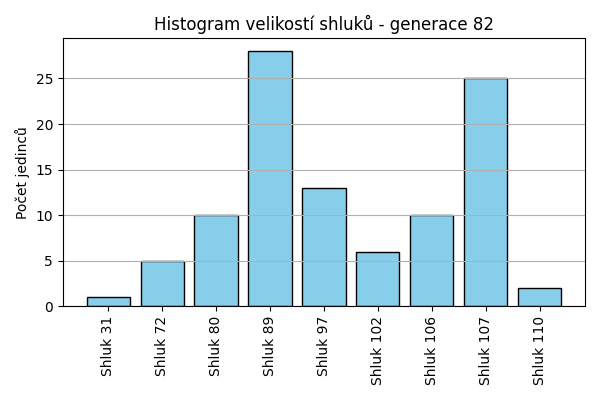 Histogram velikostí shluků - generace 82
Počet jedinců
25
20
15
10
5
0
Shluk 31
Shluk 72
Shluk 80
Shluk 89
Shluk 97
Shluk 102
Shluk 106
Shluk 107
Shluk 110